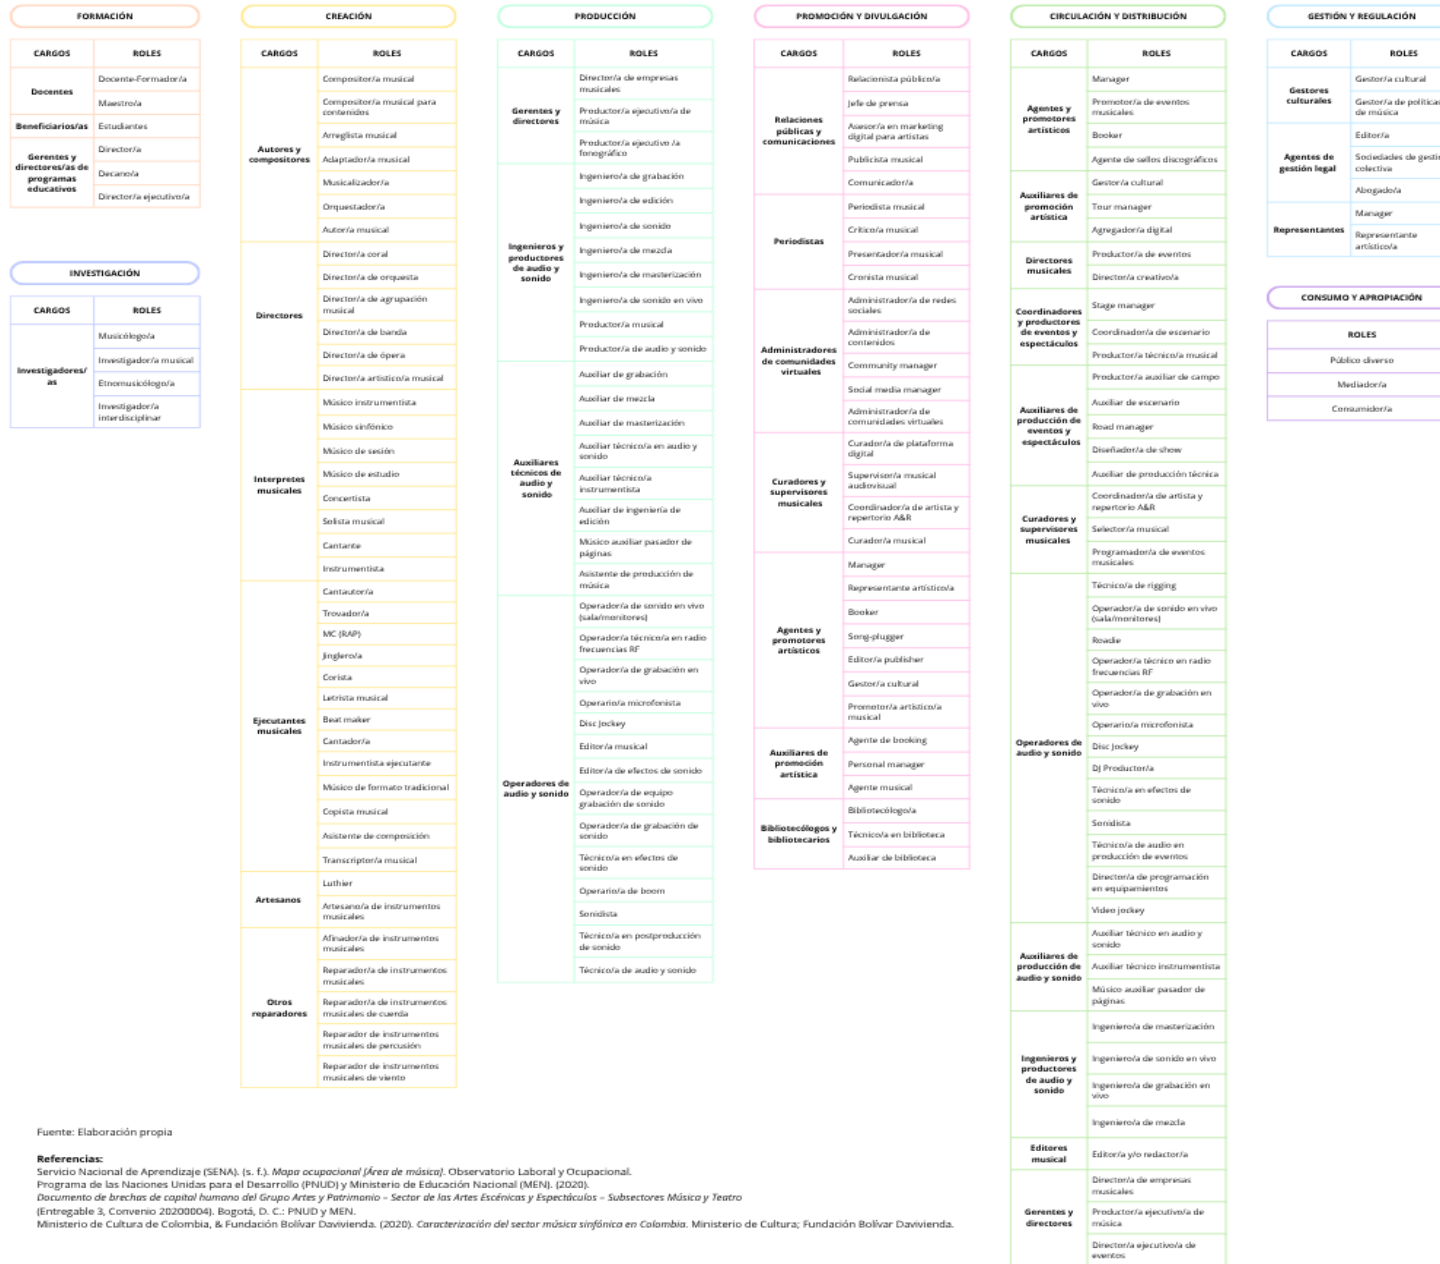 FORMACIÓN
CARGOS ROLES
Docentes
Docente-Formador/a
Maestro/a
Beneficiarios/as
Estudiantes
Gerentes y
directores/as de
programas
educativos
Director/a
Decano/a
Director/a ejecutivo/a
INVESTIGACIÓN
CARGOS ROLES
Investigadores/
as
Musicólogo/a
Investigador/a musical
Etnomusicólogo/a
Investigador/a
interdisciplinar
CREACIÓN
CARGOS ROLES
Autores y
compositores
Compositor/a musical
Compositor/a musical para
contenidos
Arreglista musical
Adaptador/a musical
Musicalizador/a
Orquestador/a
Autor/a musical
Directores
Director/a coral
Director/a de orquesta
Director/a de agrupación
musical
Director/a de banda
Director/a de ópera
Director/a artístico/a musical
Interpretes
musicales
Músico instrumentista
Músico sinfónico
Músico de sesión
Músico de estudio
Concertista
Solista musical
Cantante
Instrumentista
Ejecutantes
musicales
Cantautor/a
Trovador/a
MC (RAP)
Jinglero/a
Corista
Letrista musical
Beat maker
Cantador/a
Instrumentista ejecutante
Músico de formato tradicional
Copista musical
Asistente de composición
Transcriptor/a musical
Artesanos
Luthier
Artesano/a de instrumentos
musicales
Otros
reparadores
Afinador/a de instrumentos
musicales
Reparador/a de instrumentos
musicales
Reparador/a de instrumentos
musicales de cuerda
Reparador de instrumentos
musicales de percusión
Reparador de instrumentos
musicales de viento
PRODUCCIÓN
CARGOS ROLES
Gerentes y
directores
Director/a de empresas
musicales
Productor/a ejecutivo/a de
música
Productor/a ejecutivo /a
fonográfico
Ingenieros y
productores
de audio y
sonido
Ingeniero/a de grabación
Ingeniero/a de edición
Ingeniero/a de sonido
Ingeniero/a de mezcla
Ingeniero/a de masterización
Ingeniero/a de sonido en vivo
Productor/a musical
Productor/a de audio y sonido
Auxiliares
técnicos de
audio y
sonido
Auxiliar de grabación
Auxiliar de mezcla
Auxiliar de masterización
Auxiliar técnico/a en audio y
sonido
Auxiliar técnico/a
instrumentista
Auxiliar de ingeniería de
edición
Músico auxiliar pasador de
páginas
Asistente de producción de
música
Operadores de
audio y sonido
Operador/a de sonido en vivo
(sala/monitores)
Operador/a técnico/a en radio
frecuencias RF
Operador/a de grabación en
vivo
Operario/a microfonista
Disc Jockey
Editor/a musical
Editor/a de efectos de sonido
Operador/a de equipo
grabación de sonido
Operador/a de grabación de
sonido
Técnico/a en efectos de
sonido
Operario/a de boom
Sonidista
Técnico/a en postproducción
de sonido
Técnico/a de audio y sonido
PROMOCIÓN Y DIVULGACIÓN
CARGOS ROLES
Relaciones
públicas y
comunicaciones
Relacionista público/a
Jefe de prensa
Asesor/a en marketing
digital para artistas
Publicista musical
Comunicador/a
Periodistas
Periodista musical
Crítico/a musical
Presentador/a musical
Cronista musical
Administradores
de comunidades
virtuales
Administrador/a de redes
sociales
Administrador/a de
contenidos
Community manager
Social media manager
Administrador/a de
comunidades virtuales
Curadores y
supervisores
musicales
Curador/a de plataforma
digital
Supervisor/a musical
audiovisual
Coordinador/a de artista y
repertorio A&R
Curador/a musical
Agentes y
promotores
artísticos
Manager
Representante artístico/a
Booker
Song-plugger
Editor/a publisher
Gestor/a cultural
Promotor/a artístico/a
musical
Auxiliares de
promoción
artística
Agente de booking
Personal manager
Agente musical
Bibliotecólogos y
bibliotecarios
Bibliotecólogo/a
Técnico/a en biblioteca
Auxiliar de biblioteca
CIRCULACIÓN Y DISTRIBUCIÓN
CARGOS ROLES
Agentes y
promotores
artísticos
Manager
Promotor/a de eventos
musicales
Booker
Agente de sellos discográficos
Auxiliares de
promoción
artística
Gestor/a cultural
Tour manager
Agregador/a digital
Directores
musicales
Productor/a de eventos
Director/a creativo/a
Coordinadores
y productores
de eventos y
espectáculos
Stage manager
Coordinador/a de escenario
Productor/a técnico/a musical
Auxiliares de
producción de
eventos y
espectáculos
Productor/a auxiliar de campo
Auxiliar de escenario
Road manager
Diseñador/a de show
Auxiliar de producción técnica
Curadores y
supervisores
musicales
Coordinador/a de artista y
repertorio A&R
Selector/a musical
Programador/a de eventos
musicales
Operadores de
audio y sonido
Técnico/a de rigging
Operador/a de sonido en vivo
(sala/monitores)
Roadie
Operador/a técnico en radio
frecuencias RF
Operador/a de grabación en
vivo
Operario/a microfonista
Disc Jockey
DJ Productor/a
Técnico/a en efectos de
sonido
Sonidista
Técnico/a de audio en
producción de eventos
Director/a de programación
en equipamientos
Video jockey
Auxiliares de
producción de
audio y sonido
Auxiliar técnico en audio y
sonido
Auxiliar técnico instrumentista
Músico auxiliar pasador de
páginas
Ingenieros y
productores
de audio y
sonido
Ingeniero/a de masterización
Ingeniero/a de sonido en vivo
Ingeniero/a de grabación en
vivo
Ingeniero/a de mezcla
Editores
musical
Editor/a y/o redactor/a
Gerentes y
directores
Director/a de empresas
musicales
Productor/a ejecutivo/a de
música
Director/a ejecutivo/a de
eventos
GESTIÓN Y REGULACIÓN
CARGOS ROLES
Gestores
culturales
Gestor/a cultural
Gestor/a de políticas
de música
Agentes de
gestión legal
Editor/a
Sociedades de gestió
colectiva
Abogado/a
Representantes
Manager
Representante
artístico/a
CONSUMO Y APROPIACIÓN
ROLES
Público diverso
Mediador/a
Consumidor/a
Fuente: Elaboración propia
Referencias:
Servicio Nacional de Aprendizaje (SENA). (s. f.). Mapa ocupacional [Área de música]. Observatorio Laboral y Ocupacional.
Programa de las Naciones Unidas para el Desarrollo (PNUD) y Ministerio de Educación Nacional (MEN). (2020).
Documento de brechas de capital humano del Grupo Artes y Patrimonio – Sector de las Artes Escénicas y Espectáculos – Subsectores Música y Teatro
(Entregable 3, Convenio 20200004). Bogotá, D. C.: PNUD y MEN.
Ministerio de Cultura de Colombia, & Fundación Bolívar Davivienda. (2020). Caracterización del sector música sinfónica en Colombia. Ministerio de Cultura; Fundación Bolívar Davivienda.